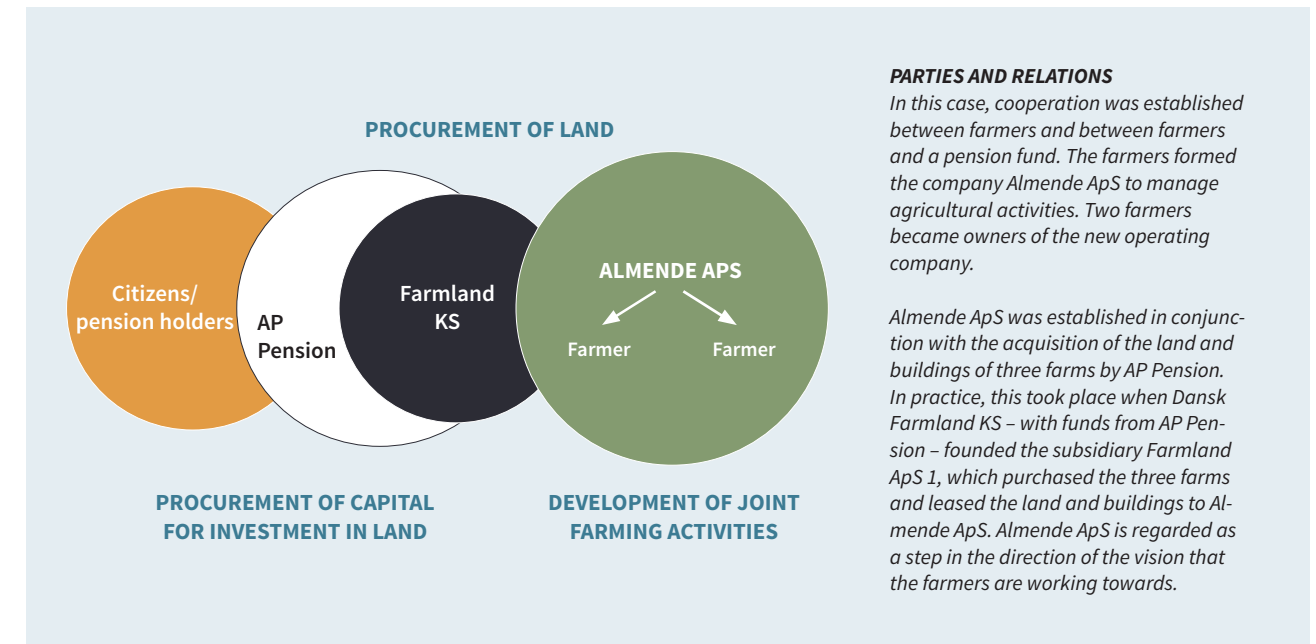 PROCUREMENT OF LAND
Citizens/
pension holders
AP
Pension
Farmland
KS
ALMENDE APS
Farmer
Farmer
PROCUREMENT OF CAPITAL
FOR INVESTMENT IN LAND
DEVELOPMENT OF JOINT
FARMING ACTIVITIES
PARTIES AND RELATIONS
In this case, cooperation was established
between farmers and between farmers
and a pension fund. The farmers formed
the company Almende ApS to manage
agricultural activities. Two farmers
became owners of the new operating
company.
Almende ApS was established in conjunc-
tion with the acquisition of the land and
buildings of three farms by AP Pension.
In practice, this took place when Dansk
Farmland KS – with funds from AP Pen-
sion – founded the subsidiary Farmland
ApS 1, which purchased the three farms
and leased the land and buildings to Al-
mende ApS. Almende ApS is regarded as
a step in the direction of the vision that
the farmers are working towards.